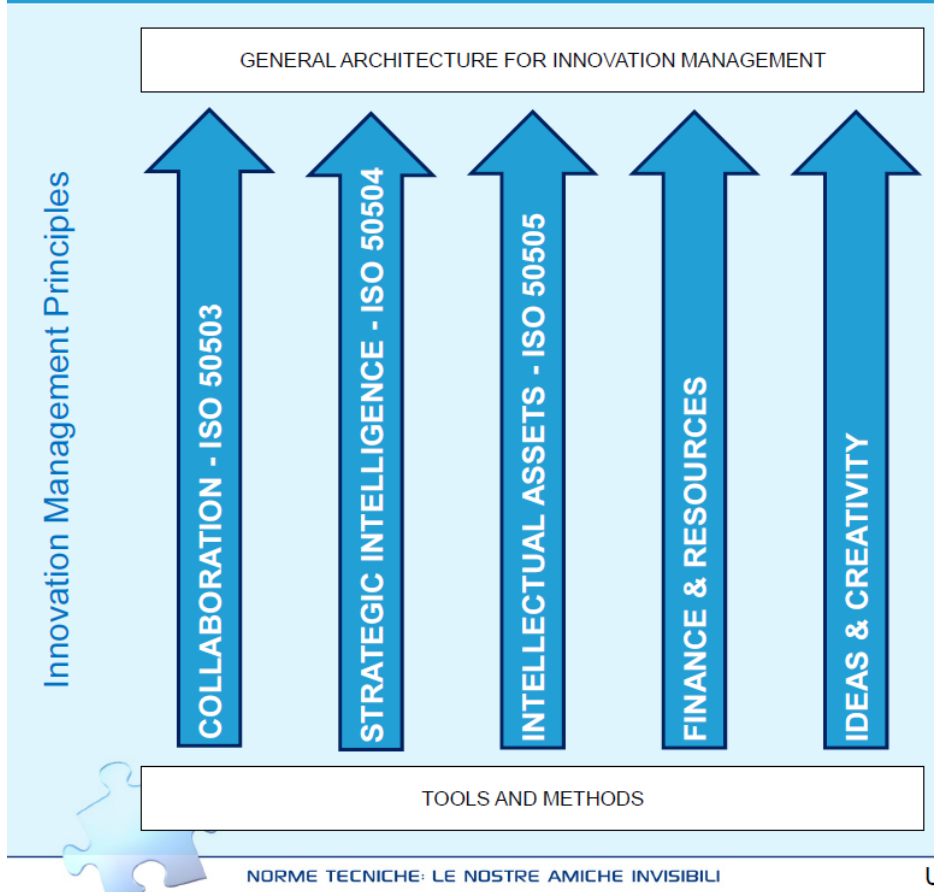 GENERAL ARCHITECTURE FOR INNOVATION MANAGEMENT
Innovation Management Principles
COLLABORATION - ISO 50503
STRATEGIC INTELLIGENCE - ISO 50504
INTELLECTUAL ASSETS - ISO 50505
FINANCE & RESOURCES
IDEAS & CREATIVITY
TOOLS AND METHODS
NORME TECNICHE: LE NOSTRE AMICHE INVISIBILI